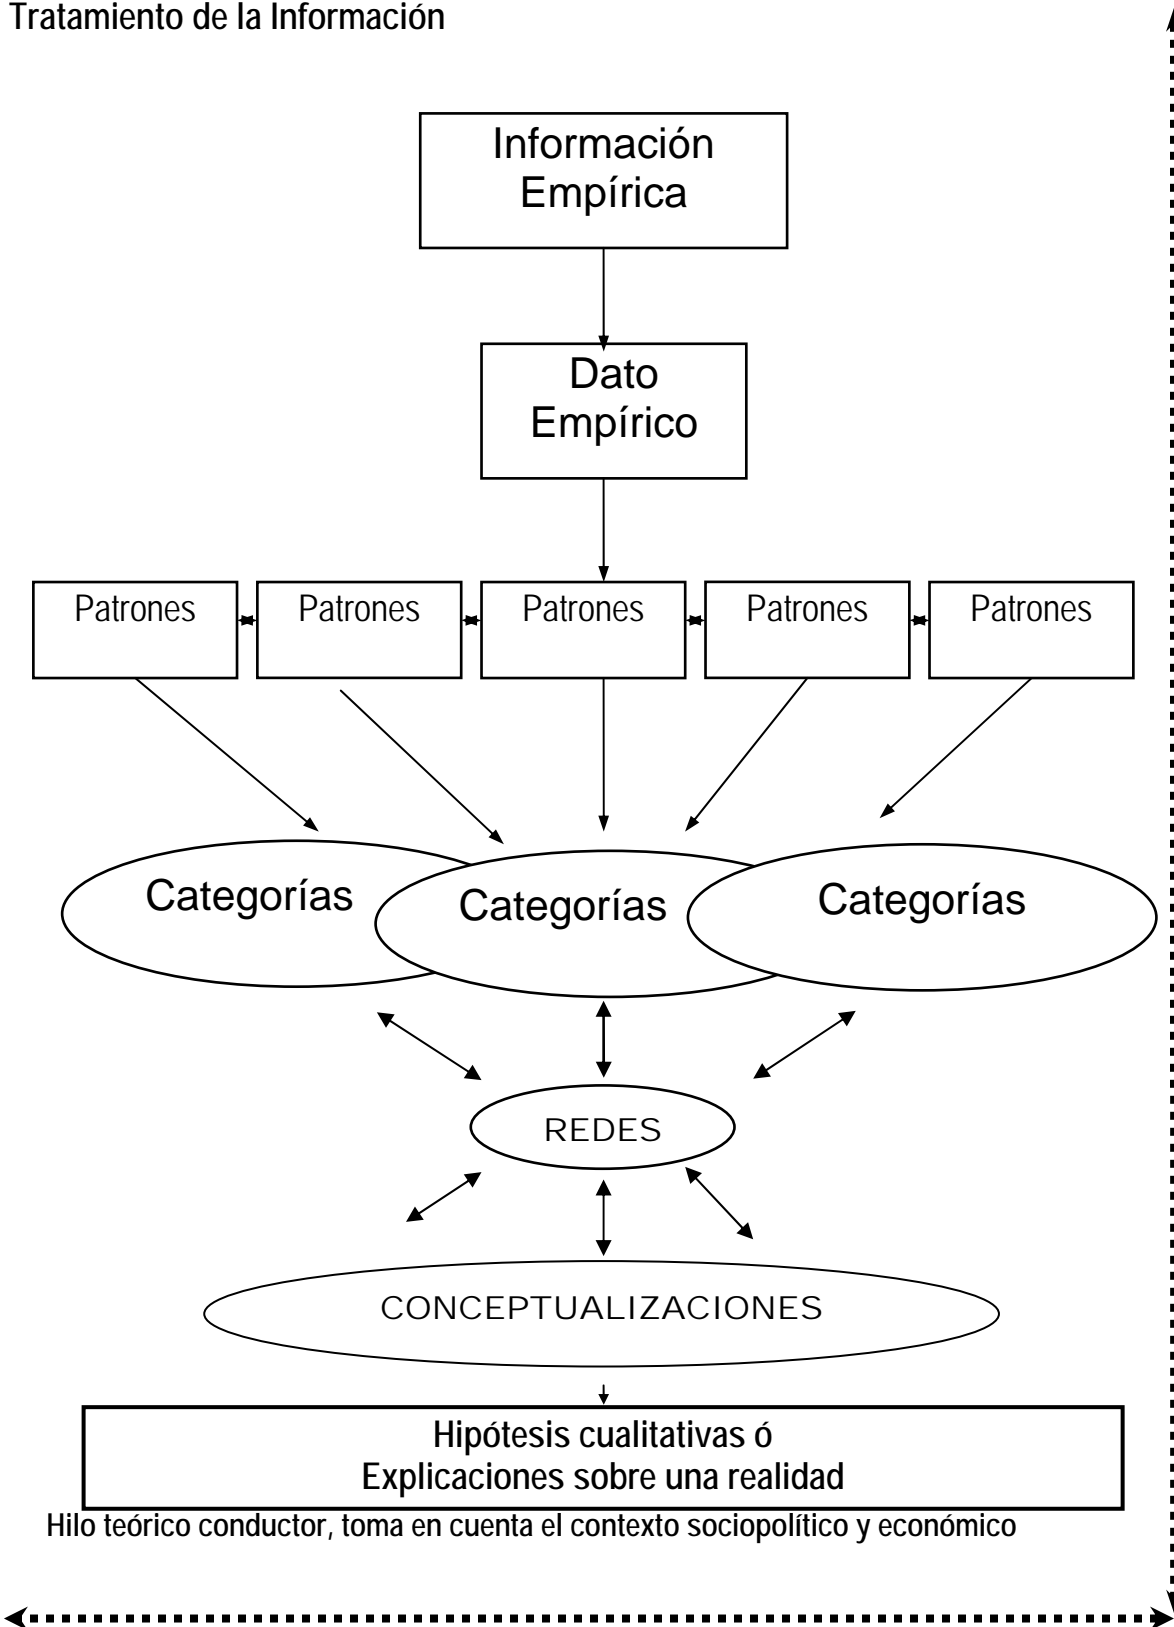 Tratamiento de la Información
Información
Empírica
Dato
Empírico
Patrones
Patrones
Patrones
Patrones
Patrones
Categorías
Categorías
Categorías
REDES
CONCEPTUALIZACIONES
Hipótesis cualitativas ó
Explicaciones sobre una realidad
Hilo teórico conductor, toma en cuenta el contexto sociopolítico y económico